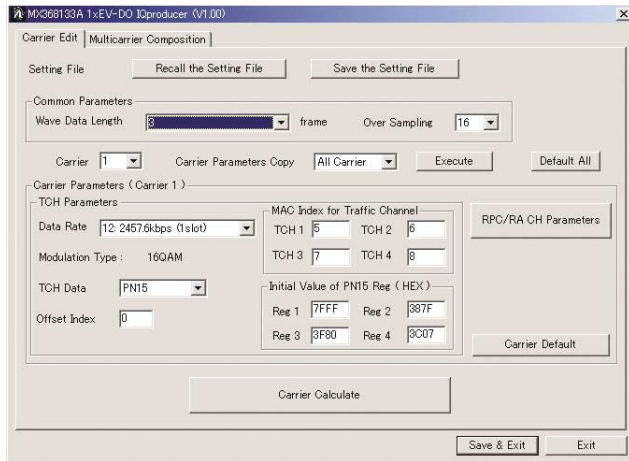 MX368133A 1xEV-DO IQproducer (V1.00)
Carrier Edit Multicarrier Composition
Setting File Recall the Setting File Save the Setting File
Common Parameters
Wave Data Length 3 frame Over Sampling 16
Carrier 1 Carrier Parameters Copy All Carrier Execute Default All
Carrier Parameters ( Carrier 1 )
TCH Parameters
Data Rate 12: 2457.6kbps (1slot)
Modulation Type : 16QAM
TCH Data PN15
Offset Index 0
MAC Index for Traffic Channel
TCH 1 5 TCH 2 6
TCH 3 7 TCH 4 8
Initial Value of PN15 Reg ( HEX )
Reg 1 7FFF Reg 2 387F
Reg 3 3F80 Reg 4 3C07
RPC/RA CH Parameters
Carrier Default
Carrier Calculate
Save & Exit Exit